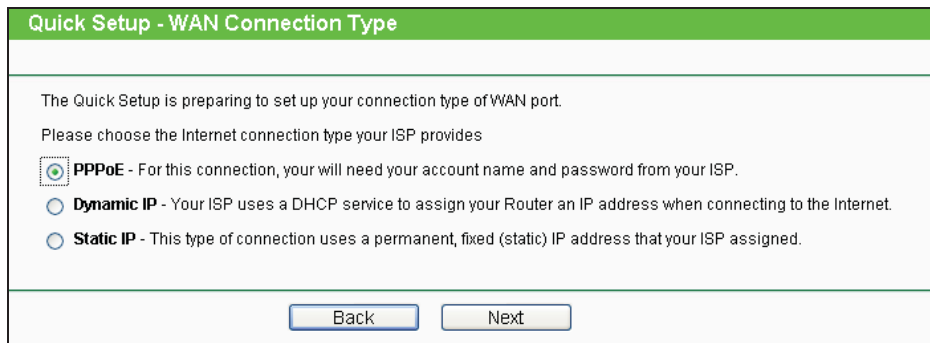 Quick Setup - WAN Connection Type
The Quick Setup is preparing to set up your connection type of WAN port.
Please choose the Internet connection type your ISP provides
PPPoE - For this connection, your will need your account name and password from your ISP.
Dynamic IP - Your ISP uses a DHCP service to assign your Router an IP address when connecting to the Internet.
Static IP - This type of connection uses a permanent, fixed (static) IP address that your ISP assigned.
Back Next